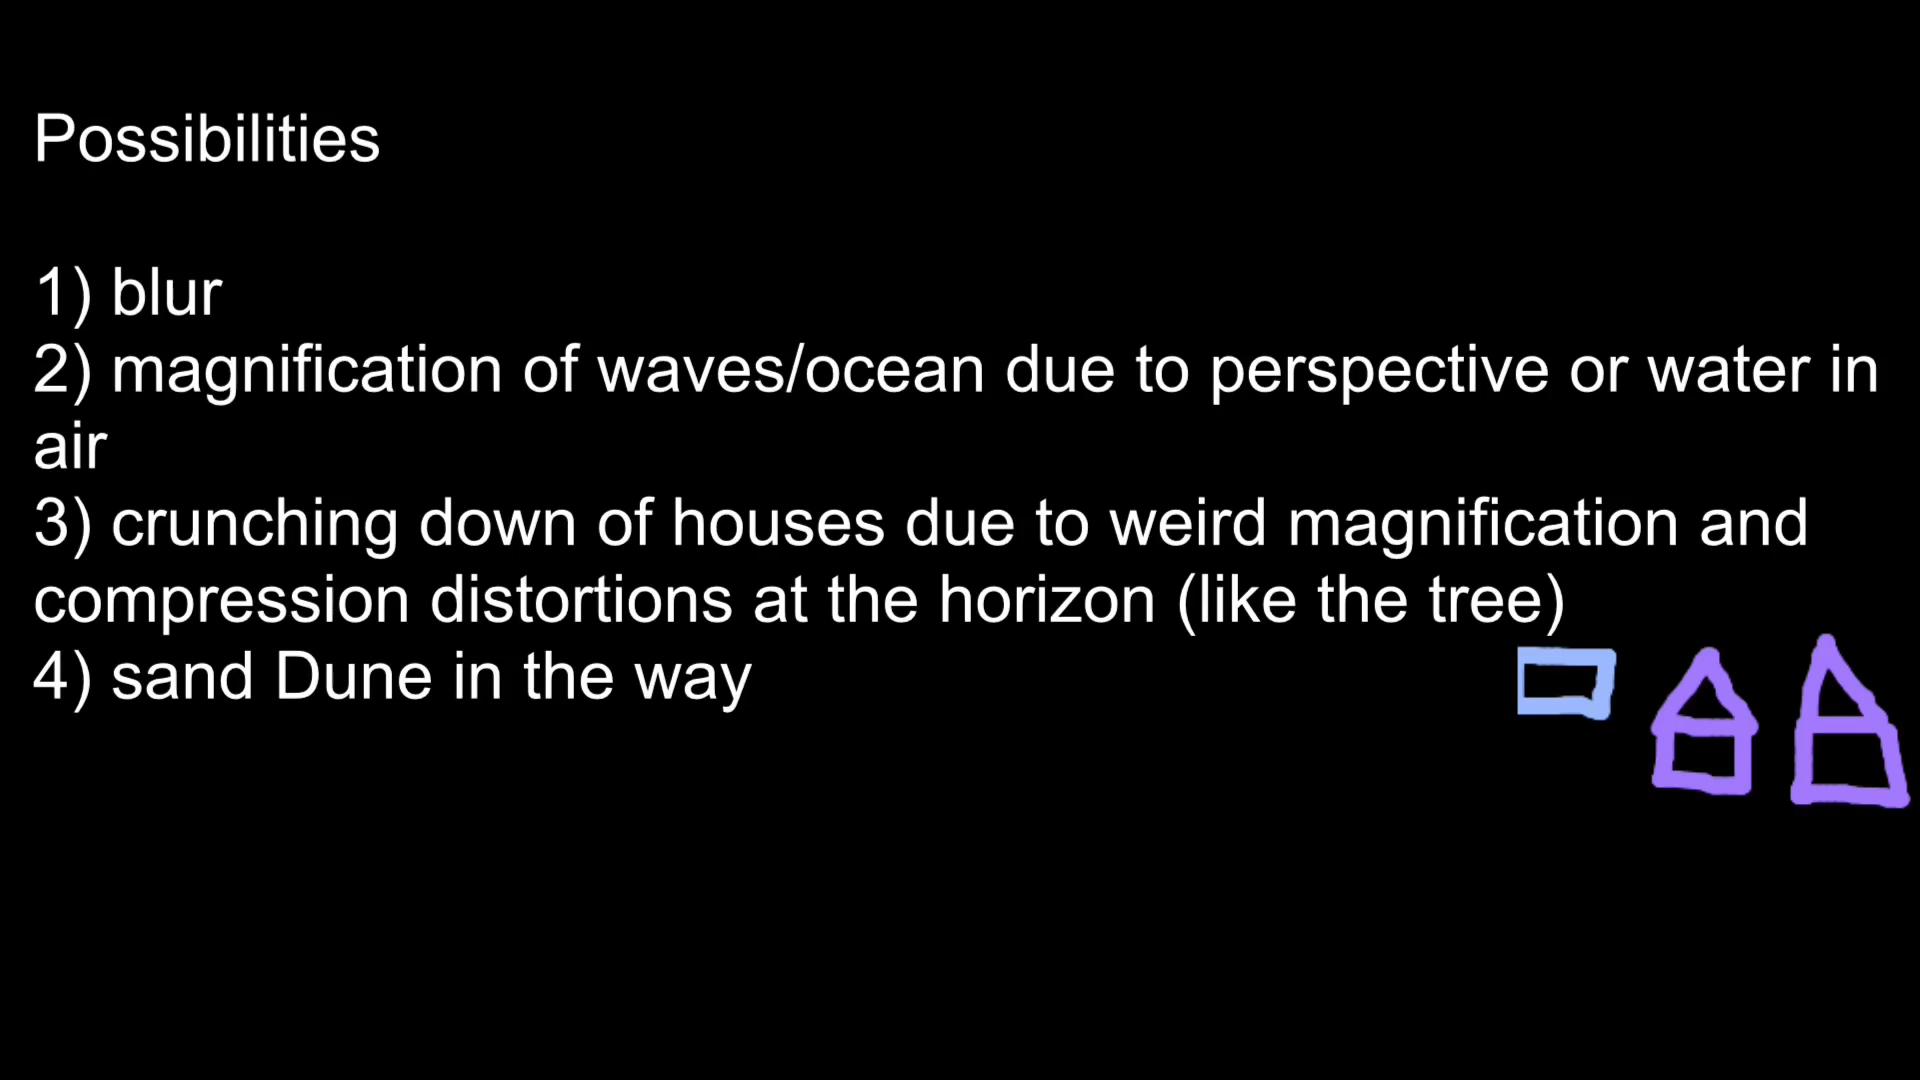 Possibilities
1) blur
2) magnification of waves/ocean due to perspective or water in
air
3) crunching down of houses due to weird magnification and
compression distortions at the horizon (like the tree)
4) sand Dune in the way